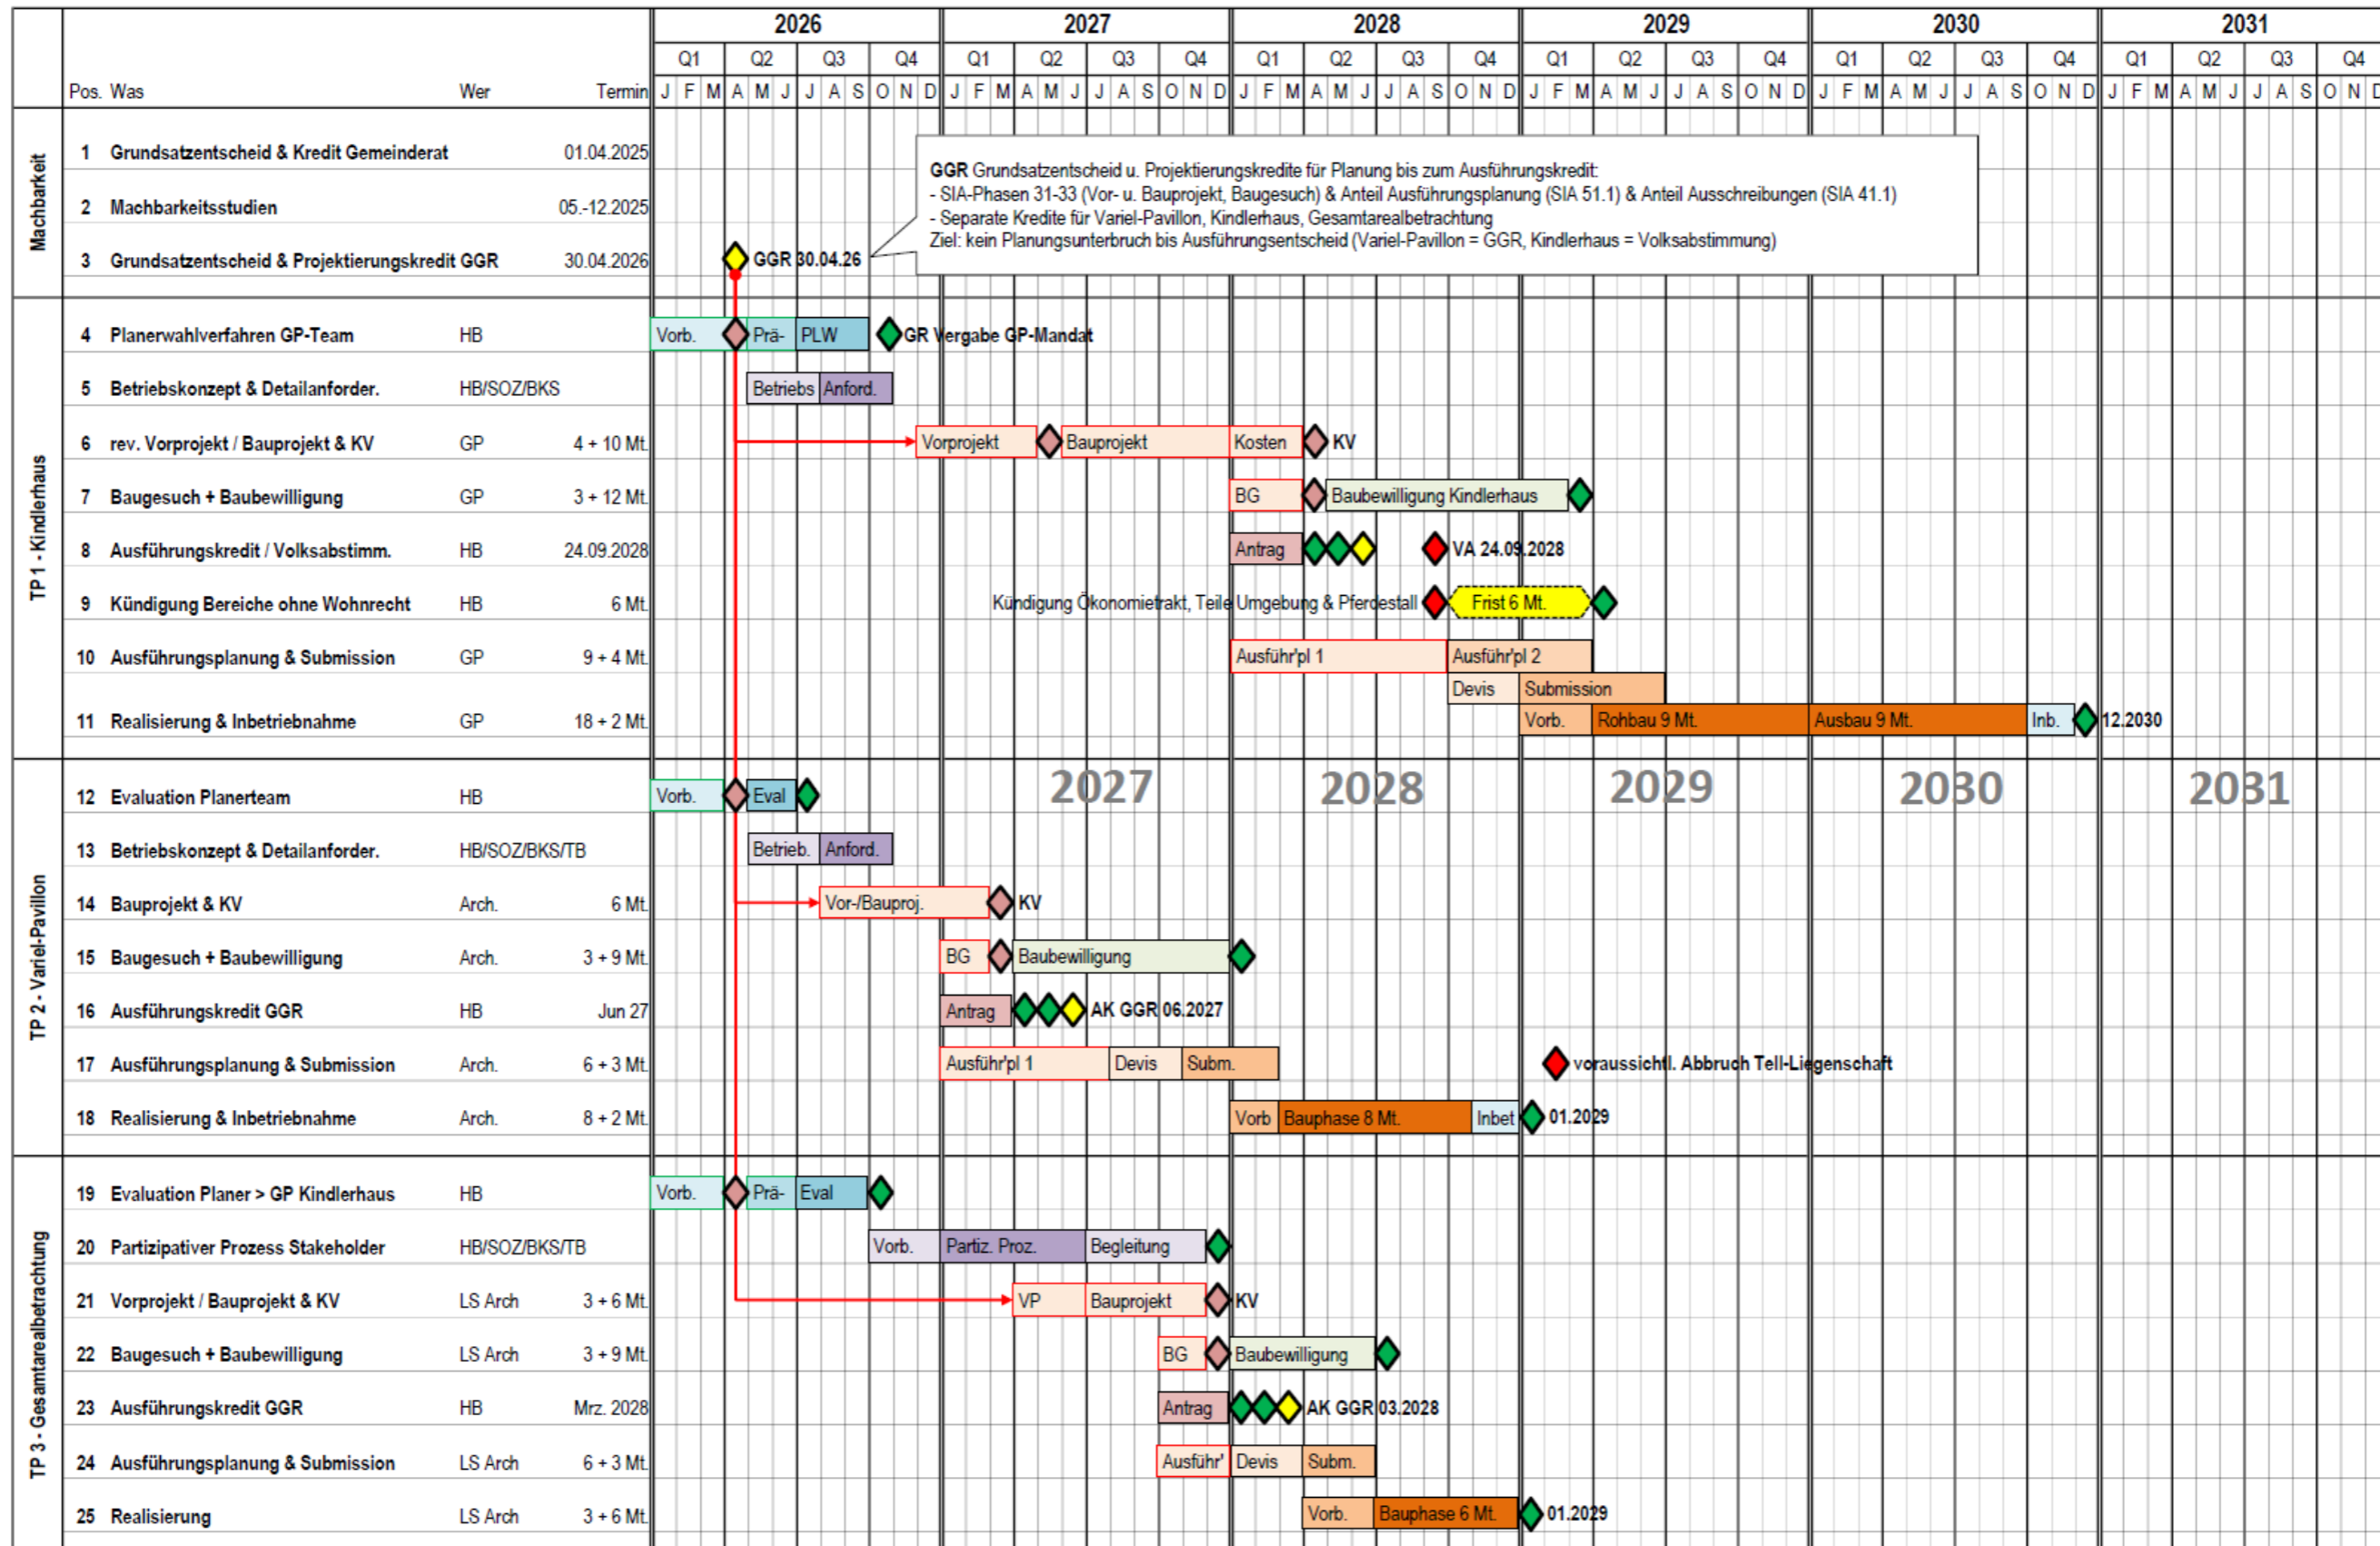 2026 2027 2028 2029 2030 2031
Q1 Q2 Q3 Q4 Q1 Q2 Q3 Q4 Q1 Q2 Q3 Q4 Q1 Q2 Q3 Q4 Q1 Q2 Q3 Q4 Q1 Q2 Q3 Q4
Pos. Was Wer Termin J F M A M J J A S O N D J F M A M J J A S O N D J F M A M J J A S O N D J F M A M J J A S O N D J F M A M J J A S O N D J F M A M J J A S O N D
Machbarkeit
1 Grundsatzentscheid & Kredit Gemeinderat 01.04.2025
GGR Grundsatzentscheid u. Projektierungskredite für Planung bis zum Ausführungskredit:
- SIA-Phasen 31-33 (Vor- u. Bauprojekt, Baugesuch) & Anteil Ausführungsplanung (SIA 51.1) & Anteil Ausschreibungen (SIA 41.1)
- Separate Kredite für Variel-Pavillon, Kindlerhaus, Gesamtarealbetrachtung
Ziel: kein Planungsunterbruch bis Ausführungsentscheid (Variel-Pavillon = GGR, Kindlerhaus = Volksabstimmung)
2 Machbarkeitsstudien 05.-12.2025
3 Grundsatzentscheid & Projektierungskredit GGR 30.04.2026 GGR 30.04.26
TP 1 - Kindlerhaus
4 Planerwahlverfahren GP-Team HB Vorb. Prä- PLW GR Vergabe GP-Mandat
5 Betriebskonzept & Detailanforder. HB/SOZ/BKS Betriebs Anford.
6 rev. Vorprojekt / Bauprojekt & KV GP 4 + 10 Mt. Vorprojekt Bauprojekt Kosten KV
7 Baugesuch + Baubewilligung GP 3 + 12 Mt. BG Baubewilligung Kindlerhaus
8 Ausführungskredit / Volksabstimm. HB 24.09.2028 Antrag VA 24.09.2028
9 Kündigung Bereiche ohne Wohnrecht HB 6 Mt. Kündigung Ökonomietrakt, Teile Umgebung & Pferdestall Frist 6 Mt.
10 Ausführungsplanung & Submission GP 9 + 4 Mt. Ausführ'pl 1 Ausführ'pl 2
Devis Submission
11 Realisierung & Inbetriebnahme GP 18 + 2 Mt. Vorb. Rohbau 9 Mt. Ausbau 9 Mt. Inb. 12.2030
2027 2028 2029 2030 2031
TP 2 - Variel-Pavillon
12 Evaluation Planerteam HB Vorb. Eval
13 Betriebskonzept & Detailanforder. HB/SOZ/BKS/TB Betrieb. Anford.
14 Bauprojekt & KV Arch. 6 Mt. Vor-/Bauproj. KV
15 Baugesuch + Baubewilligung Arch. 3 + 9 Mt. BG Baubewilligung
16 Ausführungskredit GGR HB Jun 27 Antrag AK GGR 06.2027
17 Ausführungsplanung & Submission Arch. 6 + 3 Mt. Ausführ'pl 1 Devis Subm. voraussichtl. Abbruch Tell-Liegenschaft
18 Realisierung & Inbetriebnahme Arch. 8 + 2 Mt. Vorb Bauphase 8 Mt. Inbet 01.2029
TP 3 - Gesamtarealbetrachtung
19 Evaluation Planer > GP Kindlerhaus HB Vorb. Prä- Eval
20 Partizipativer Prozess Stakeholder HB/SOZ/BKS/TB Vorb. Partiz. Proz. Begleitung
21 Vorprojekt / Bauprojekt & KV LS Arch 3 + 6 Mt. VP Bauprojekt KV
22 Baugesuch + Baubewilligung LS Arch 3 + 9 Mt. BG Baubewilligung
23 Ausführungskredit GGR HB Mrz. 2028 Antrag AK GGR 03.2028
24 Ausführungsplanung & Submission LS Arch 6 + 3 Mt. Ausführ' Devis Subm.
25 Realisierung LS Arch 3 + 6 Mt. Vorb. Bauphase 6 Mt. 01.2029